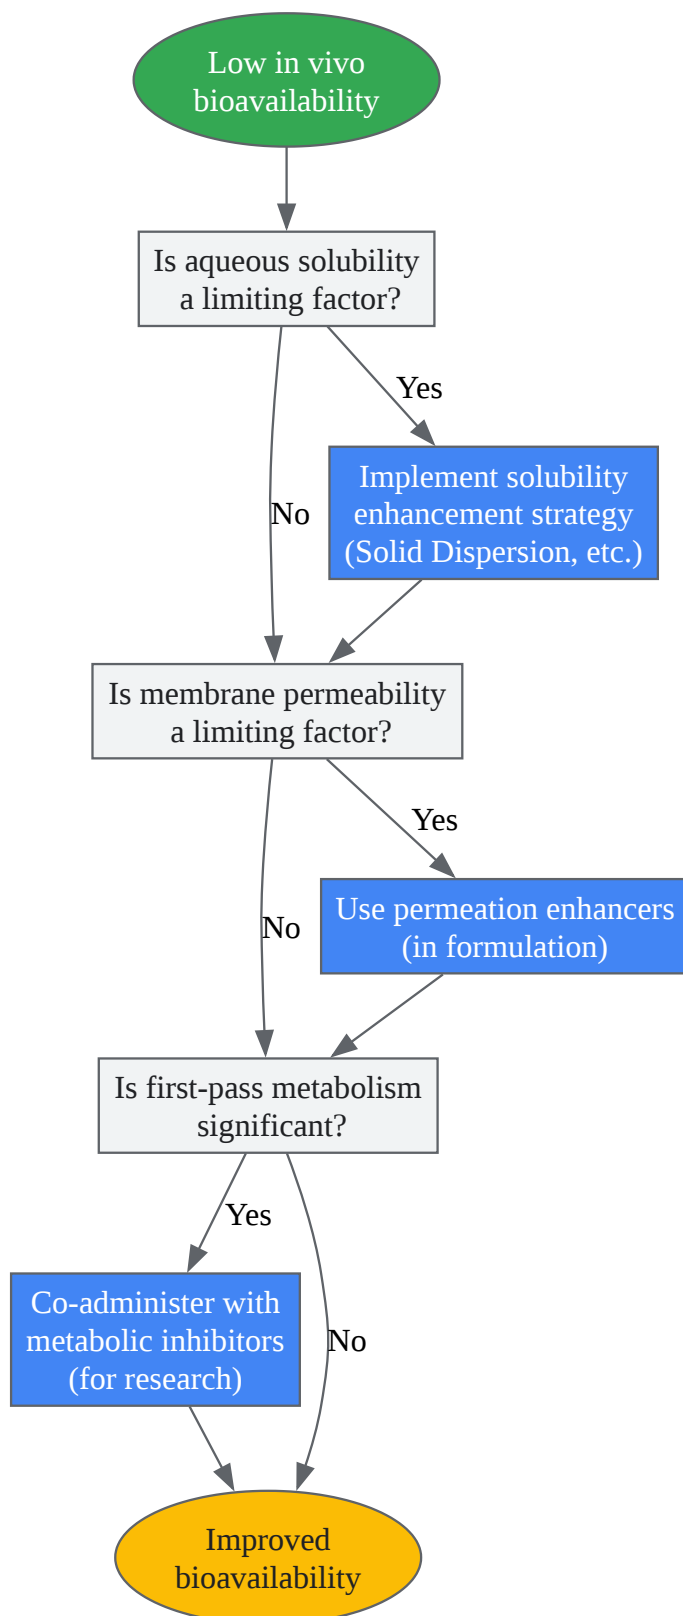 Low in vivo
bioavailability
Is aqueous solubility
a limiting factor?
Yes
Implement solubility
enhancement strategy
(Solid Dispersion, etc.)
No
Is membrane permeability
a limiting factor?
Yes
Use permeation enhancers
(in formulation)
No
Is first-pass metabolism
significant?
Yes
Co-administer with
metabolic inhibitors
(for research)
No
Improved
bioavailability